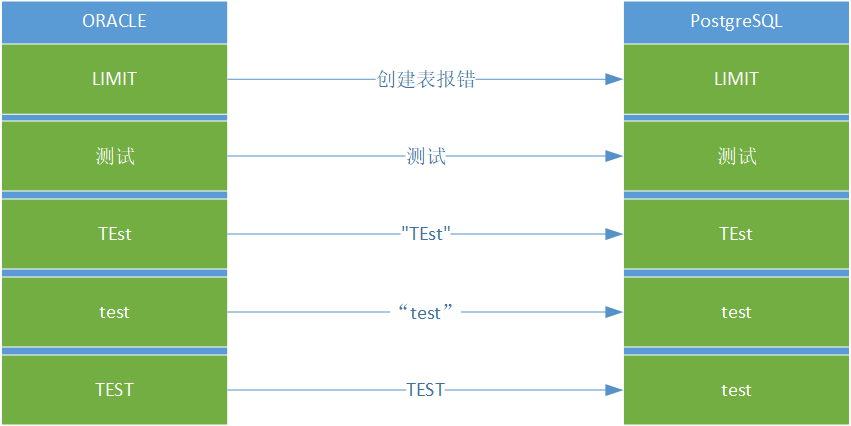 ORACLE PostgreSQL
LIMIT 创建表报错 LIMIT
测试 测试 测试
TEst "TEst" TEst
test “test” test
TEST TEST test